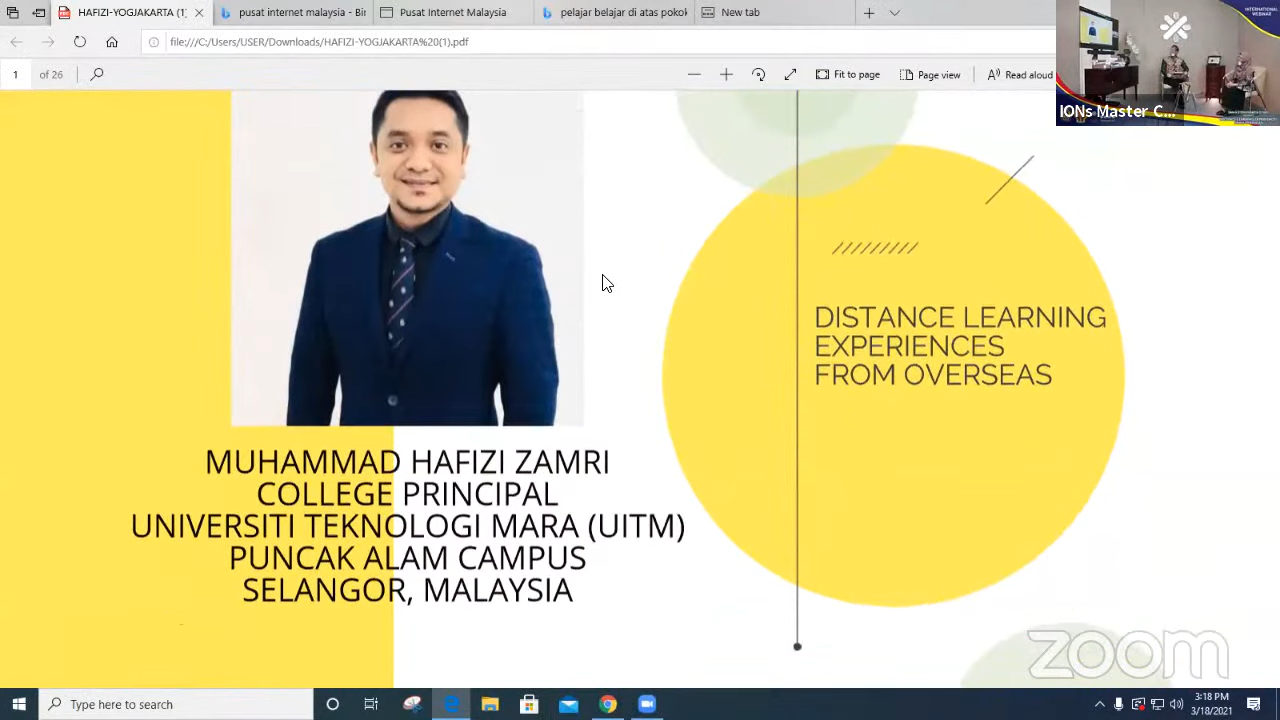 HAFIZI-YOGJAKARTA (1).pdf
pusat internet malaysia - Bi
Pusat Internet Malaysia
pelajar belajar di atas pokok
New tab
file:///C:/Users/USER/Downloads/HAFIZI-YOGJAKARTA%20(1).pdf
1 of 26
Fit to page
Page view
Read aloud
INTERNATIONAL
WEBINAR
IONs Master C...
DISTANCE LEARNING
EXPERIENCES
FROM OVERSEAS
MUHAMMAD HAFIZI ZAMRI
COLLEGE PRINCIPAL
UNIVERSITI TEKNOLOGI MARA (UITM)
PUNCAK ALAM CAMPUS
SELANGOR, MALAYSIA
zoom
Type here to search
3:18 PM
3/18/2021